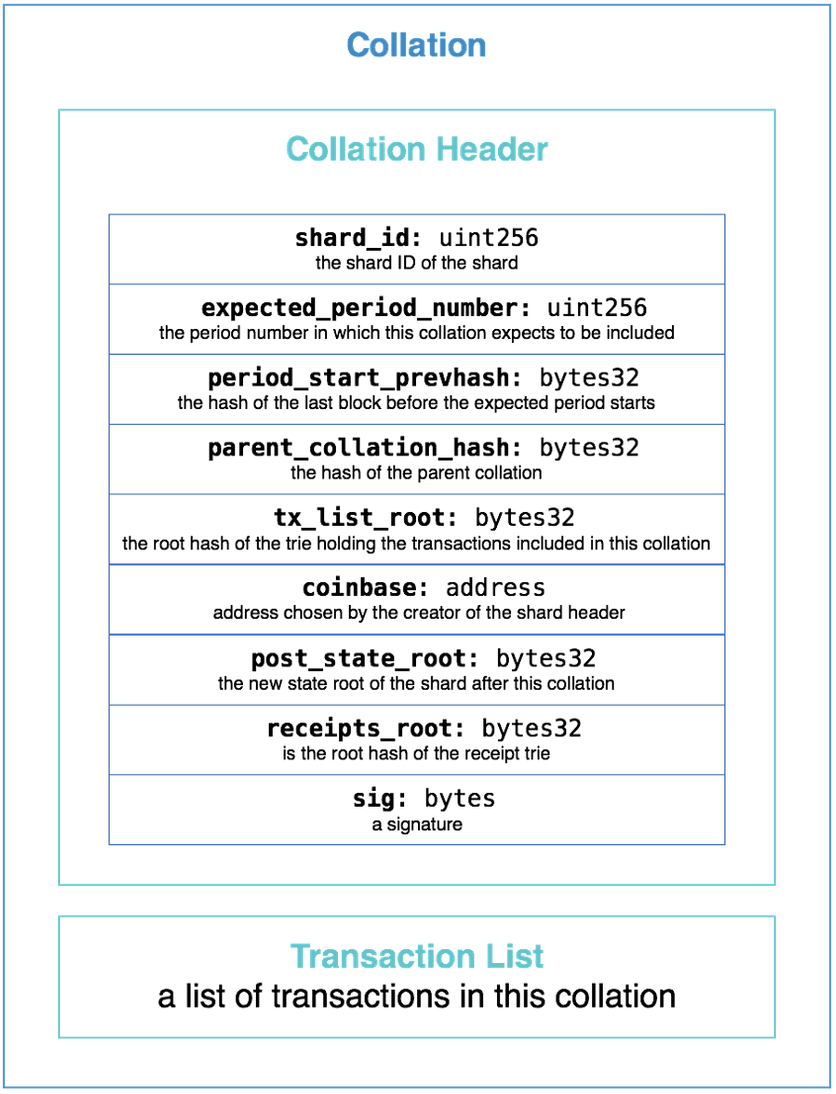 Collation
Collation Header
shard_id: uint256
the shard ID of the shard
expected_period_number: uint256
the period number in which this collation expects to be included
period_start_prevhash: bytes32
the hash of the last block before the expected period starts
parent_collation_hash: bytes32
the hash of the parent collation
tx_list_root: bytes32
the root hash of the trie holding the transactions included in this collation
coinbase: address
address chosen by the creator of the shard header
post_state_root: bytes32
the new state root of the shard after this collation
receipts_root: bytes32
is the root hash of the receipt trie
sig: bytes
a signature
Transaction List
a list of transactions in this collation